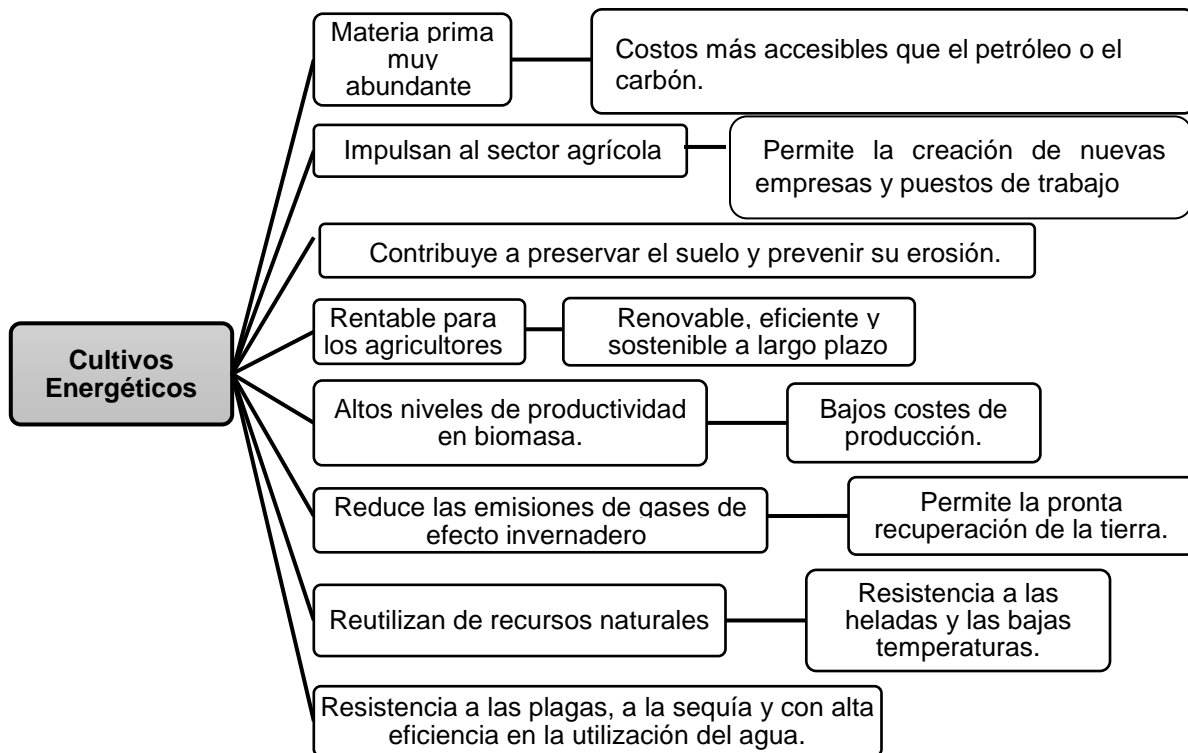 Materia prima
muy
abundante
Costos más accesibles que el petróleo o el
carbón.
Impulsan al sector agrícola
Permite la creación de nuevas
empresas y puestos de trabajo
Contribuye a preservar el suelo y prevenir su erosión.
Cultivos
Energéticos
Rentable para
los agricultores
Renovable, eficiente y
sostenible a largo plazo
Altos niveles de productividad
en biomasa.
Bajos costes de
producción.
Reduce las emisiones de gases de
efecto invernadero
Permite la pronta
recuperación de la tierra.
Reutilizan de recursos naturales
Resistencia a las
heladas y las bajas
temperaturas.
Resistencia a las plagas, a la sequía y con alta
eficiencia en la utilización del agua.